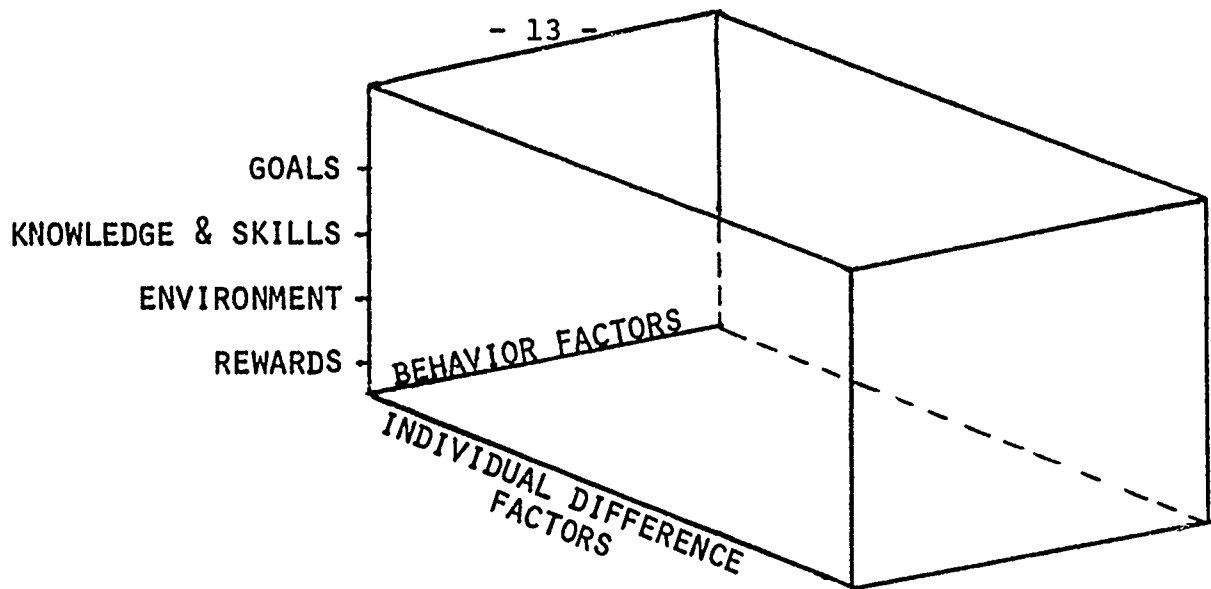 - 13 -
GOALS
KNOWLEDGE & SKILLS
ENVIRONMENT
REWARDS
BEHAVIOR FACTORS
INDIVIDUAL DIFFERENCE
FACTORS